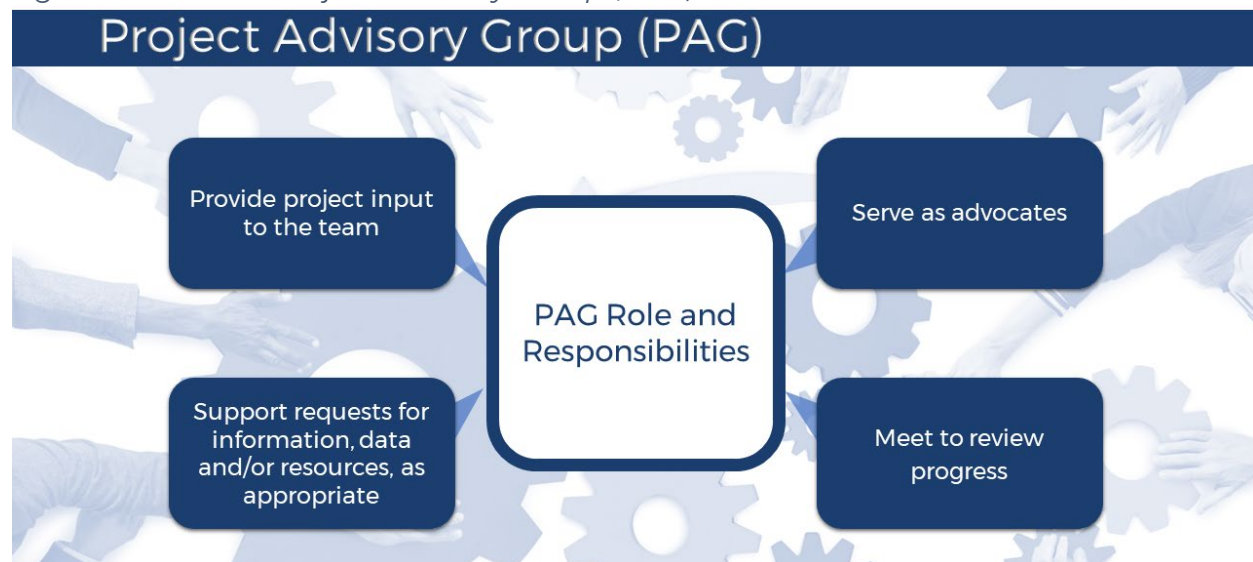 Project Advisory Group (PAG)
Provide project input
to the team
Serve as advocates
PAG Role and
Responsibilities
Support requests for
information, data
and/or resources, as
appropriate
Meet to review
progress